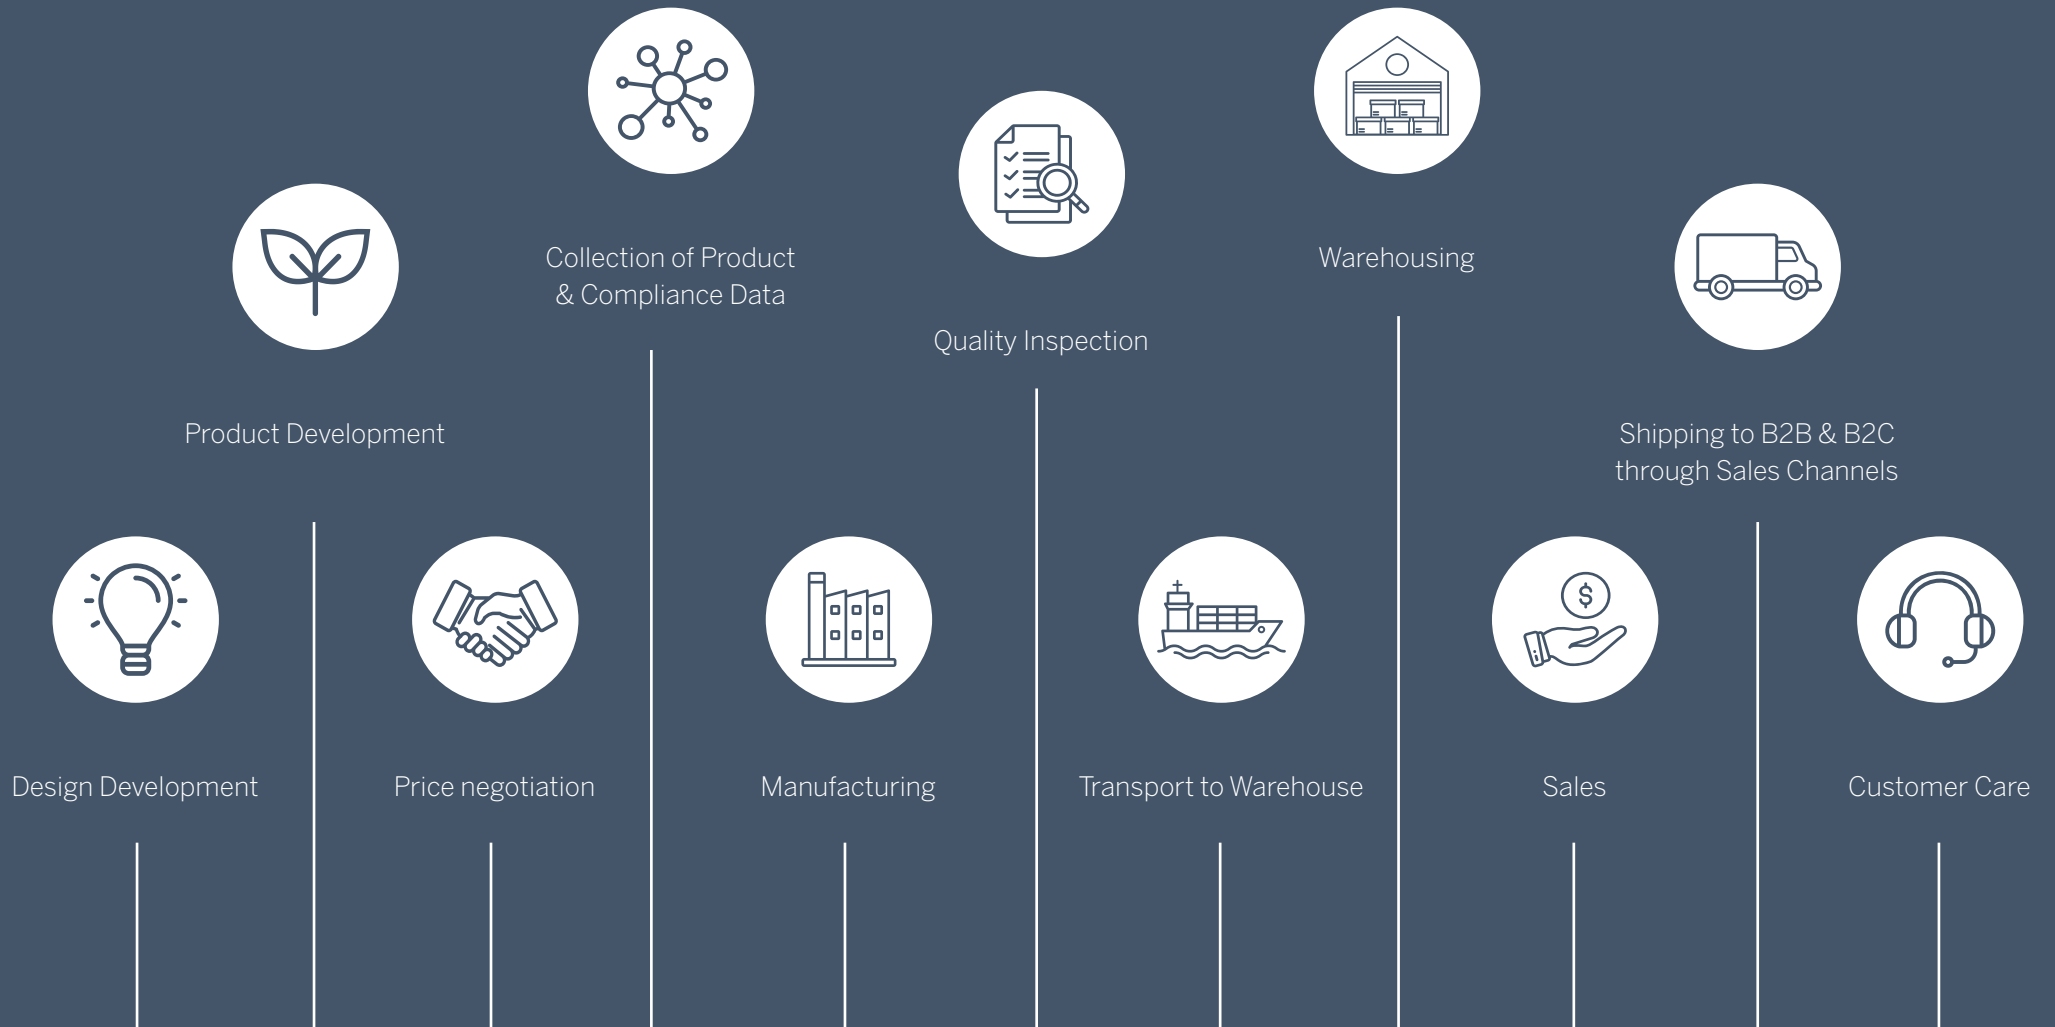 Collection of Product
& Compliance Data
Warehousing
Quality Inspection
Product Development
Shipping to B2B & B2C
through Sales Channels
Design Development
Price negotiation
Manufacturing
Transport to Warehouse
$
Sales
Customer Care